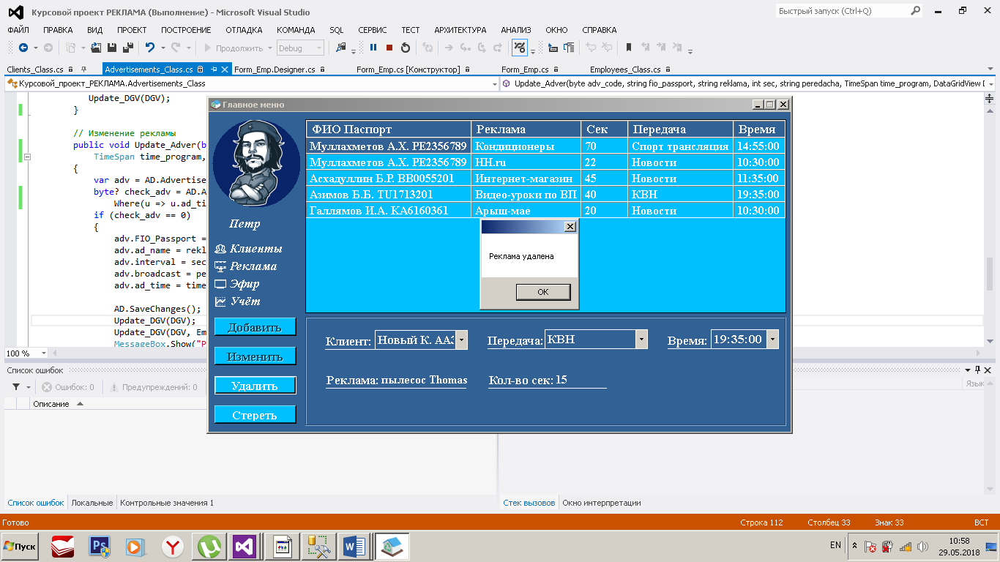 Курсовой проект РЕКЛАМА (Выполнение) - Microsoft Visual Studio
Быстрый запуск (Ctrl+Q)
ФАЙЛ ПРАВКА ВИД ПРОЕКТ ПОСТРОЕНИЕ ОТЛАДКА КОМАНДА SQL СЕРВИС ТЕСТ АРХИТЕКТУРА АНАЛИЗ ОКНО СПРАВКА
Продолжить Debug
Clients_Class.cs Advertisements_Class.cs Form_Emp.Designer.cs Form_Emp.cs [Конструктор] Form_Emp.cs Employees_Class.cs
Курсовой_проект_РЕКЛАМА.Advertisements_Class Update_Adver(byte adv_code, string fio_passport, string reklama, int sec, string peredacha, TimeSpan time_program, DataGridView D
Update_DGV(DGV);
}
// Изменение рекламы
public void Update_Adver(b
TimeSpan time_program,
{
var adv = AD.Advertise
byte? check_adv = AD.A
Where(u => u.ad_ti
if (check_adv == 0)
{
adv.FIO_Passport =
adv.ad_name = rekl
adv.interval = sec
adv.broadcast = pe
adv.ad_time = time
AD.SaveChanges();
Update_DGV(DGV);
Update_DGV(DGV, Em
MessageBox.Show("Р
100 %
Главное меню
Петр
Клиенты
Реклама
Эфир
Учёт
Добавить
Изменить
Удалить
Стереть
ФИО Паспорт Реклама Сек Передача Время
Муллахметов А.Х. PE2356789 Кондиционеры 70 Спорт трансляция 14:55:00
Муллахметов А.Х. PE2356789 HH.ru 22 Новости 10:30:00
Асхадуллин Б.Р. BB0055201 Интернет-магазин 45 Новости 11:35:00
Азимов Б.Б. TU1713201 Видео-уроки по ВП 40 КВН 19:35:00
Галлямов И.А. KA6160361 Арыш-мае 20 Новости 10:30:00
Реклама удалена
OK
Клиент: Новый К. АА Передача: КВН Время: 19:35:00
Реклама: пылесос Thomas Кол-во сек: 15
Список ошибок
Ошибок: 0 Предупреждений: 0 Язык
Описание
Список ошибок Локальные Контрольные значения 1 Стек вызовов Окно интерпретации
Готово Строка 112 Столбец 33 Знак 33 ВСТ
Пуск EN 10:58
29.05.2018